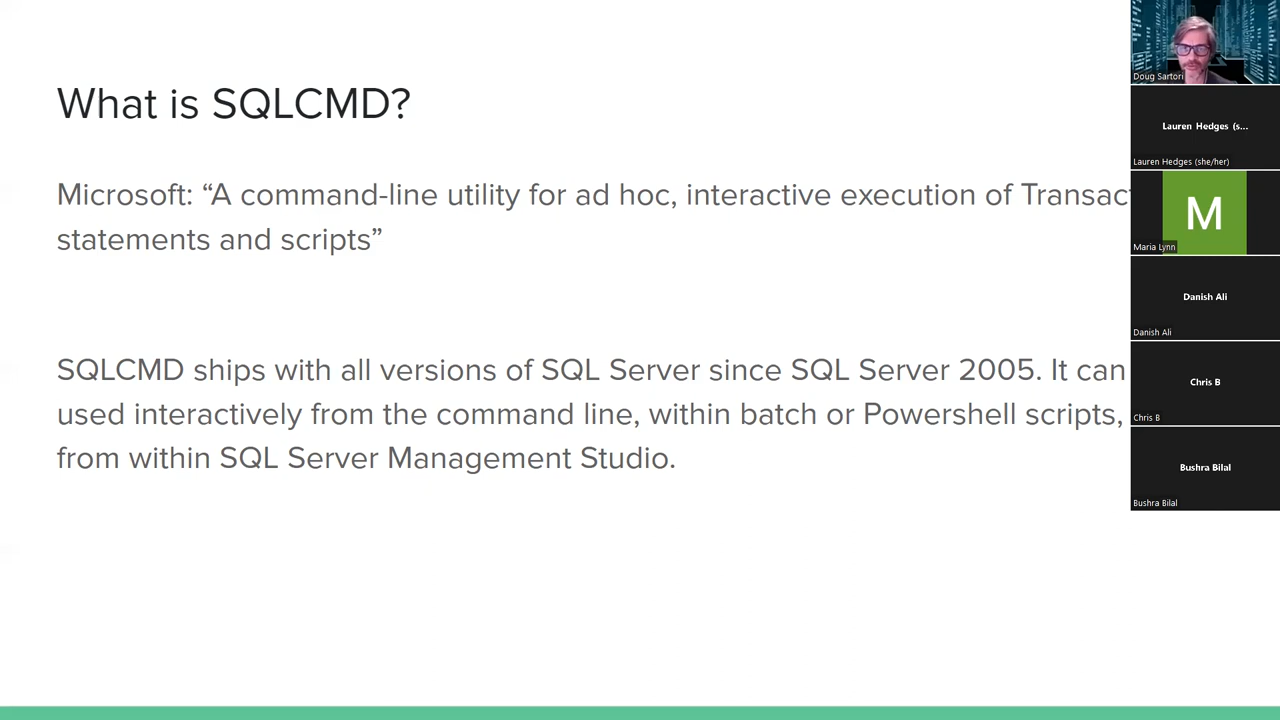 What is SQLCMD?
Microsoft: “A command-line utility for ad hoc, interactive execution of Transac
statements and scripts”
SQLCMD ships with all versions of SQL Server since SQL Server 2005. It can
used interactively from the command line, within batch or Powershell scripts,
from within SQL Server Management Studio.
Doug Sartori
Lauren Hedges (s...
Lauren Hedges (she/her)
M
Maria Lynn
Danish Ali
Danish Ali
Chris B
Chris B
Bushra Bilal
Bushra Bilal